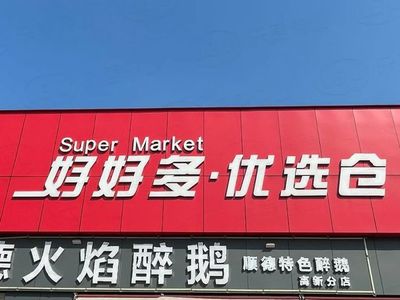 Super Market
好好多·优选仓
德火焰醉鹅
顺德特色醉鹅
高新分店